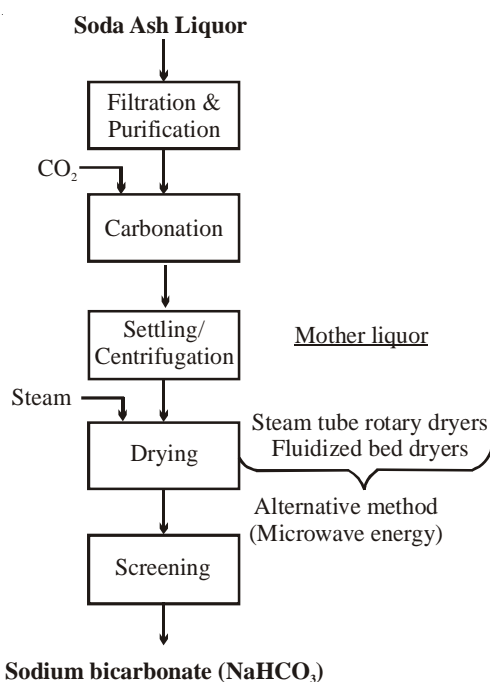 Soda Ash Liquor
Filtration &
Purification
CO₂
Carbonation
Settling/
Centrifugation
Mother liquor
Steam
Drying
Steam tube rotary dryers
Fluidized bed dryers
Alternative method
(Microwave energy)
Screening
Sodium bicarbonate (NaHCO₃)